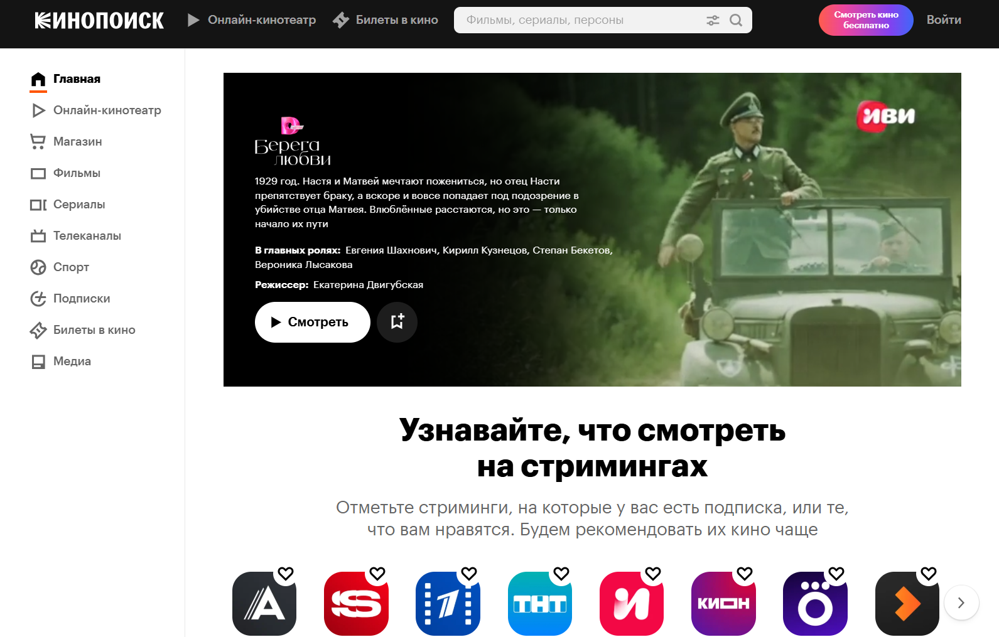 КИНОПОИСК
Онлайн-кинотеатр
Билеты в кино
Фильмы, сериалы, персоны
Смотреть кино
бесплатно
Войти
Главная
Онлайн-кинотеатр
Магазин
Фильмы
Сериалы
Телеканалы
Спорт
Подписки
Билеты в кино
Медиа
иви
Берега
любви
1929 год. Настя и Матвей мечтают пожениться, но отец Насти
препятствует браку, а вскоре и вовсе попадает под подозрение в
убийстве отца Матвея. Влюблённые расстаются, но это — только
начало их пути
В главных ролях: Евгения Шахнович, Кирилл Кузнецов, Степан Бекетов,
Вероника Лысакова
Режиссер: Екатерина Двигубская
Смотреть
Узнавайте, что смотреть
на стримингах
Отметьте стриминги, на которые у вас есть подписка, или те,
что вам нравятся. Будем рекомендовать их кино чаще
A
S
1
ТНТ
И
КИОН